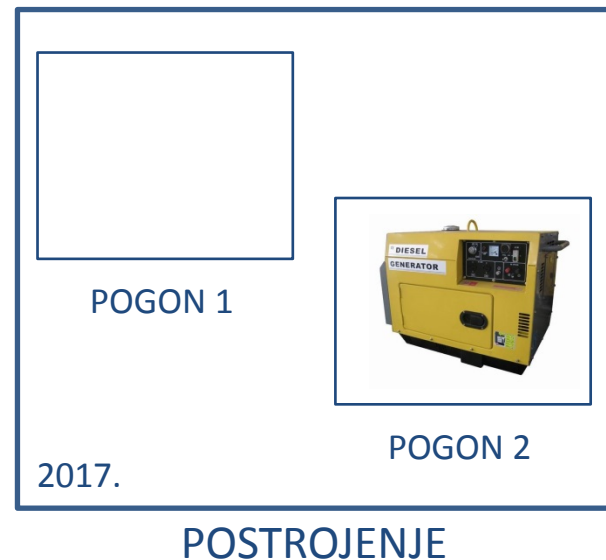 POGON 1
DIESEL
GENERATOR
POGON 2
2017.
POSTROJENJE